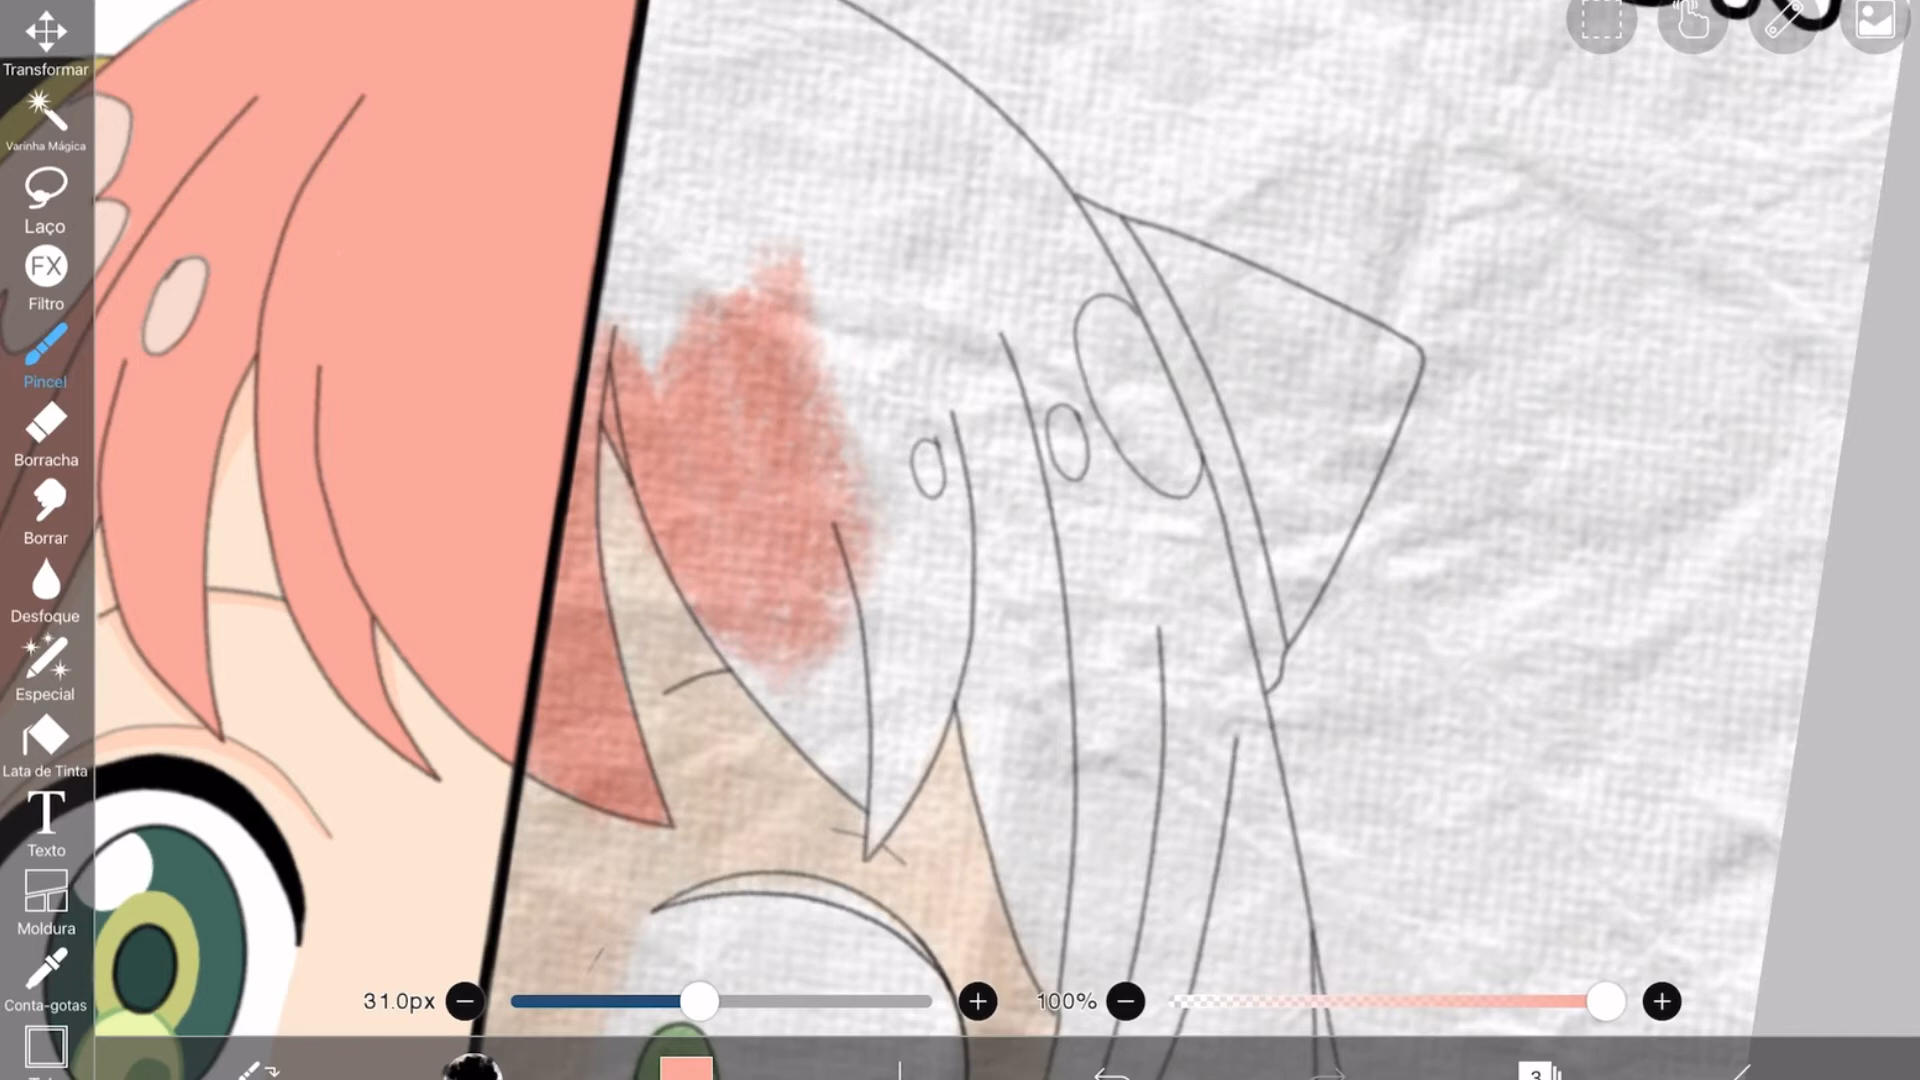 Transformar
Varinha Mágica
Laço
FX
Filtro
Pincel
Borracha
Borrar
Desfoque
Especial
Lata de Tinta
T
Texto
Moldura
Conta-gotas
31.0px
100%
3